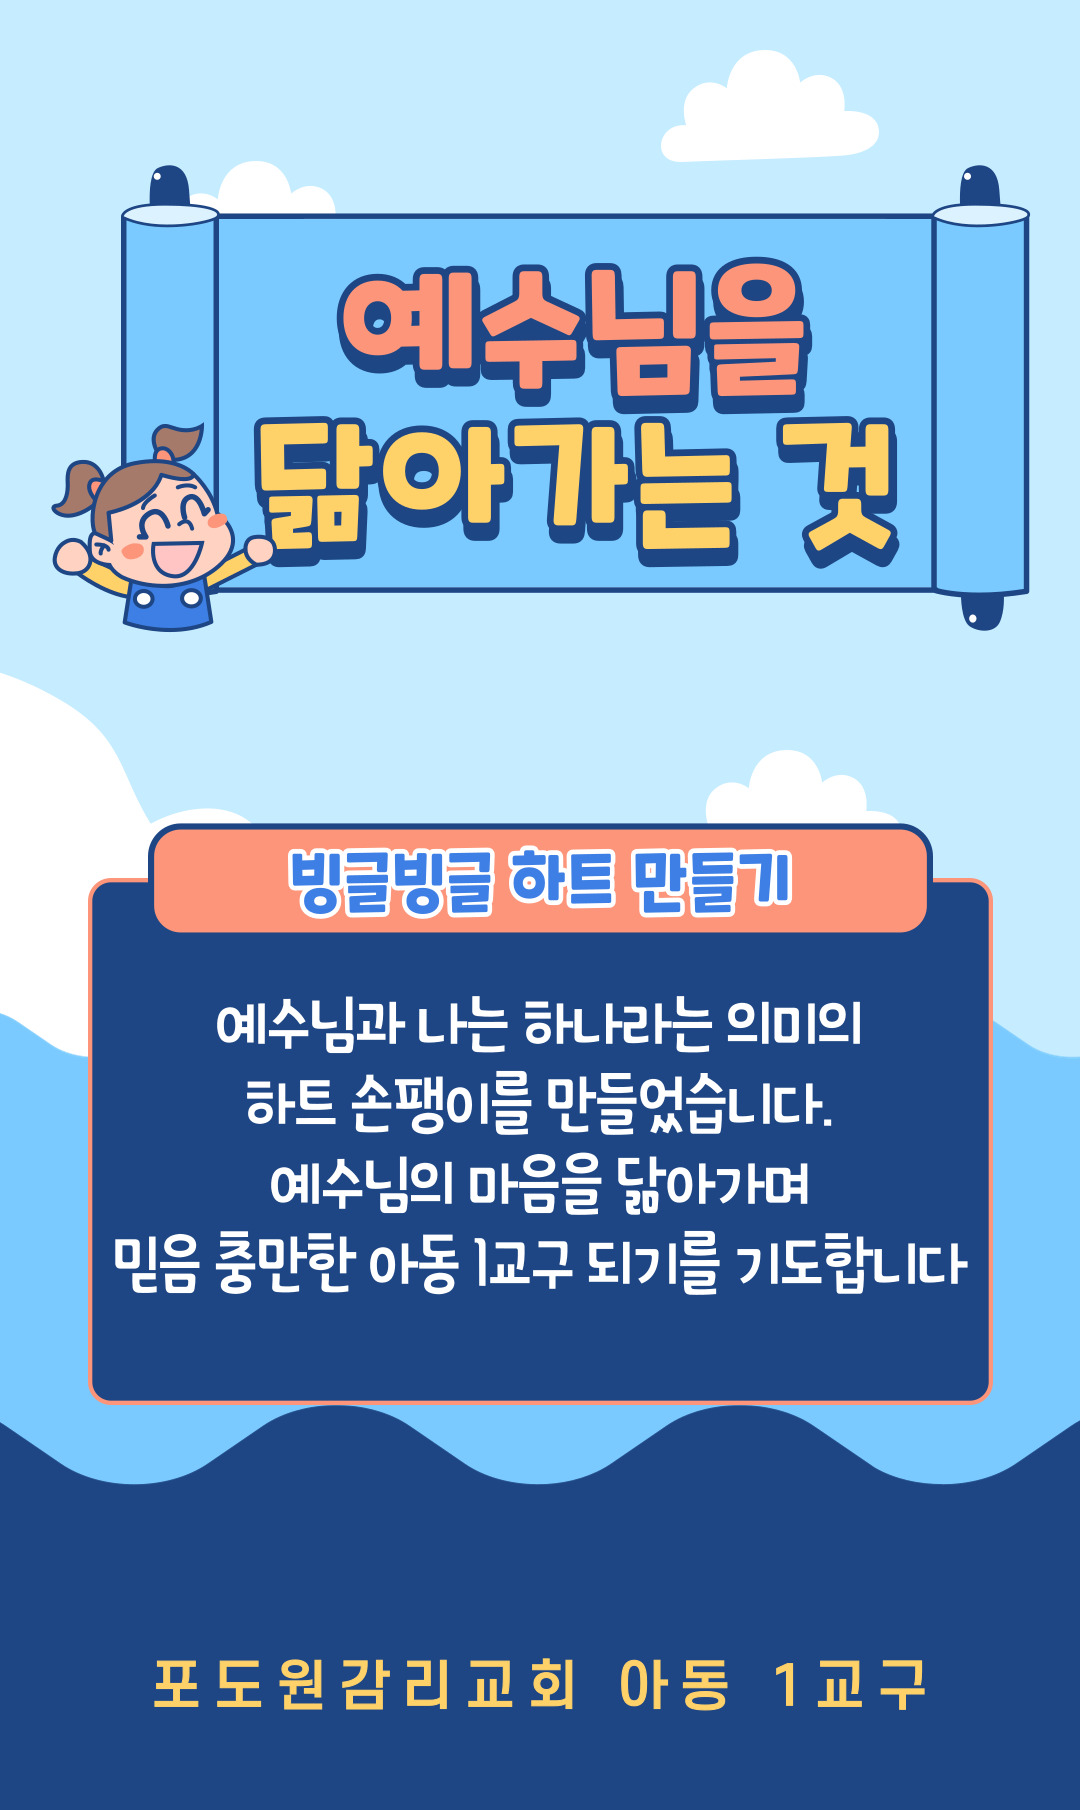 예수님을
닮아가는 것
빙글빙글 하트 만들기
예수님과 나는 하나라는 의미의
하트 손팽이를 만들었습니다.
예수님의 마음을 닮아가며
믿음 충만한 아동 1교구 되기를 기도합니다
포도원감리교회 아동 1교구